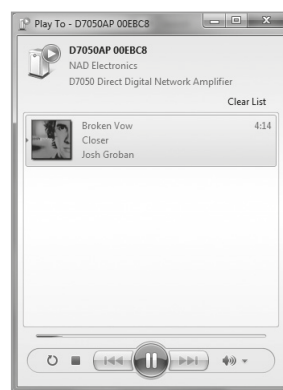 Play To - D7050AP 00EBC8
D7050AP 00EBC8
NAD Electronics
D7050 Direct Digital Network Amplifier
Clear List
Broken Vow 4:14
Closer
Josh Groban